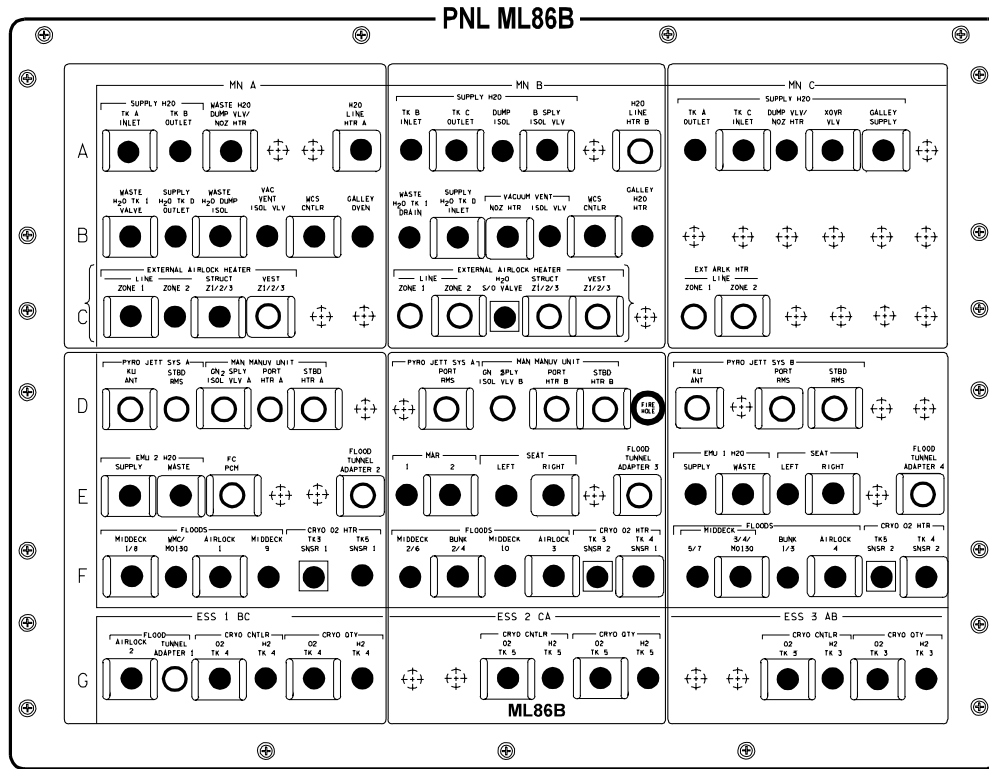 PNL ML86B
MN A
MN B
MN C
A
SUPPLY H2O
TK A INLET
TK B OUTLET
WASTE H2O DUMP VLV/ NOZ HTR
H2O LINE HTR A
SUPPLY H2O
TK B INLET
TK C OUTLET
DUMP ISOL
B SPLY ISOL VLV
H2O LINE HTR B
SUPPLY H2O
TK A OUTLET
TK C INLET
DUMP VLV/ NOZ HTR
XOVR VLV
GALLEY SUPPLY
B
WASTE H2O TK 1 VALVE
SUPPLY H2O TK D OUTLET
WASTE H2O DUMP ISOL
VAC VENT ISOL VLV
WCS CNTLR
GALLEY OVEN
WASTE H2O TK 1 DRAIN
SUPPLY H2O TK D INLET
VACUUM VENT
NOZ HTR
ISOL VLV
WCS CNTLR
GALLEY H2O HTR
C
EXTERNAL AIRLOCK HEATER
LINE
ZONE 1
ZONE 2
STRUCT Z1/2/3
VEST Z1/2/3
EXTERNAL AIRLOCK HEATER
LINE
ZONE 1
ZONE 2
H2O S/O VALVE
STRUCT Z1/2/3
VEST Z1/2/3
EXT ARLK HTR
LINE
ZONE 1
ZONE 2
D
PYRO JETT SYS A
KU ANT
STBD RMS
MAN MANUV UNIT
GN2 SPLY ISOL VLV A
PORT HTR A
STBD HTR A
PYRO JETT SYS A
PORT RMS
MAN MANUV UNIT
GN2 SPLY ISOL VLV B
PORT HTR B
STBD HTR B
FIRE HOLE
PYRO JETT SYS B
KU ANT
PORT RMS
STBD RMS
E
EMU 2 H2O
SUPPLY
WASTE
FC PCM
FLOOD TUNNEL ADAPTER 2
MAR
1
2
SEAT
LEFT
RIGHT
FLOOD TUNNEL ADAPTER 3
EMU 1 H2O
SUPPLY
WASTE
SEAT
LEFT
RIGHT
FLOOD TUNNEL ADAPTER 4
F
FLOODS
MIDDECK 1/8
WMC/ MO130
AIRLOCK 1
MIDDECK 9
CRYO O2 HTR
TK3 SNSR 1
TK5 SNSR 1
FLOODS
MIDDECK 2/6
BUNK 2/4
MIDDECK 10
AIRLOCK 3
CRYO O2 HTR
TK 3 SNSR 2
TK 4 SNSR 1
FLOODS
MIDDECK
5/7
3/4/ MO130
BUNK 1/3
AIRLOCK 4
CRYO O2 HTR
TK5 SNSR 2
TK 4 SNSR 2
ESS 1 BC
ESS 2 CA
ESS 3 AB
G
FLOOD
AIRLOCK 2
TUNNEL ADAPTER 1
CRYO CNTLR
O2 TK 4
H2 TK 4
CRYO QTY
O2 TK 4
H2 TK 4
CRYO CNTLR
O2 TK 5
H2 TK 5
CRYO QTY
O2 TK 5
H2 TK 5
CRYO CNTLR
O2 TK 3
H2 TK 3
CRYO QTY
O2 TK 3
H2 TK 3
ML86B